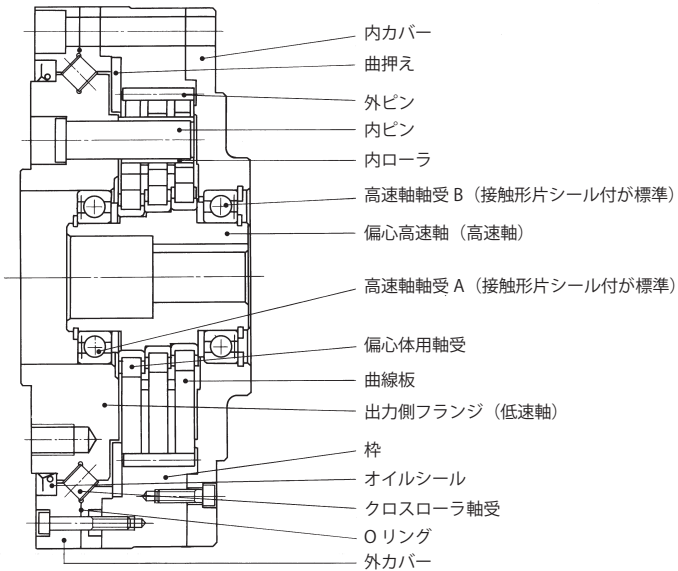 内カバー
曲押え
外ピン
内ピン
内ローラ
高速軸軸受 B（接触形片シール付が標準）
偏心高速軸（高速軸）
高速軸軸受 A（接触形片シール付が標準）
偏心体用軸受
曲線板
出力側フランジ（低速軸）
枠
オイルシール
クロスローラ軸受
O リング
外カバー